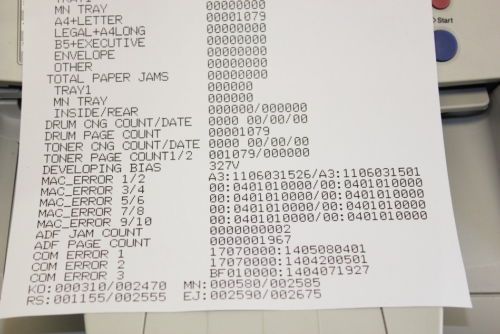 TRAY1
MN TRAY 00000000
A4+LETTER 00001079
LEGAL+A4LONG 00000000
B5+EXECUTIVE 00000000
ENVELOPE 00000000
OTHER 00000000
TOTAL PAPER JAMS 00000000
TRAY1 000000
MN TRAY 000000
INSIDE/REAR 000000/000000
DRUM CNG COUNT/DATE 0000 00/00/00
DRUM PAGE COUNT 00001079
TONER CNG COUNT/DATE 0000 00/00/00
TONER PAGE COUNT1/2 001079/000000
DEVELOPING BIAS 327V
MAC_ERROR 1/2 A3:1106031526/A3:1106031501
MAC_ERROR 3/4 00:0401010000/00:0401010000
MAC_ERROR 5/6 00:0401010000/00:0401010000
MAC_ERROR 7/8 00:0401010000/00:0401010000
MAC_ERROR 9/10 00:0401010000/00:0401010000
ADF JAM COUNT 0000000002
ADF PAGE COUNT 0000001967
COM ERROR 1 17070000:1405080401
COM ERROR 2 17070000:1404200501
COM ERROR 3 BF010000:1404071927
KD:000310/002470 MN:000580/002585
RS:001155/002555 EJ:002590/002675
Start